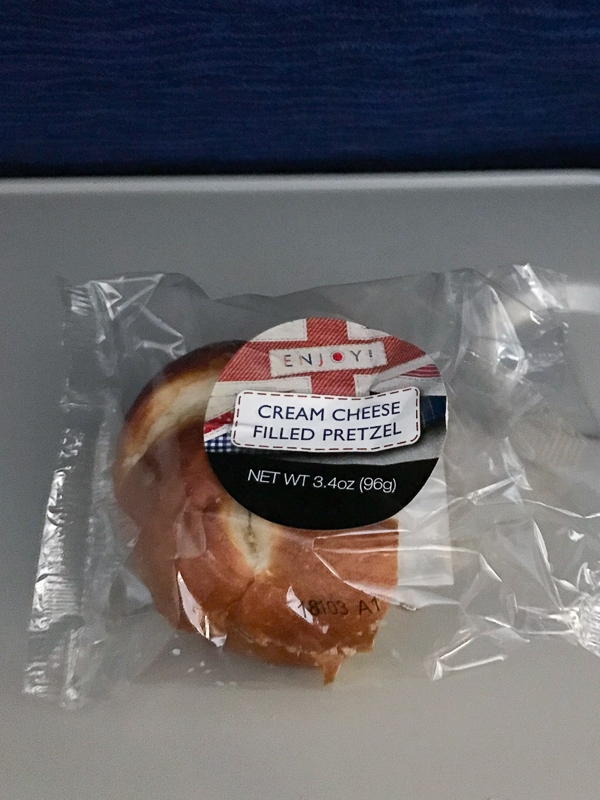 ENJOY!
CREAM CHEESE
FILLED PRETZEL
NET WT 3.4oz (96g)
18103 A1